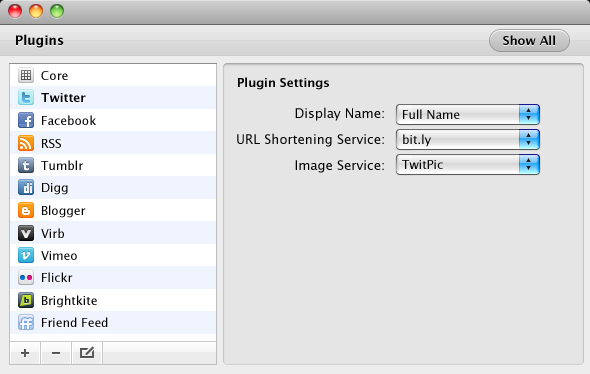 Plugins
Show All
Core
Twitter
Facebook
RSS
Tumblr
Digg
Blogger
Virb
Vimeo
Flickr
Brightkite
Friend Feed
Plugin Settings
Display Name: Full Name
URL Shortening Service: bit.ly
Image Service: TwitPic